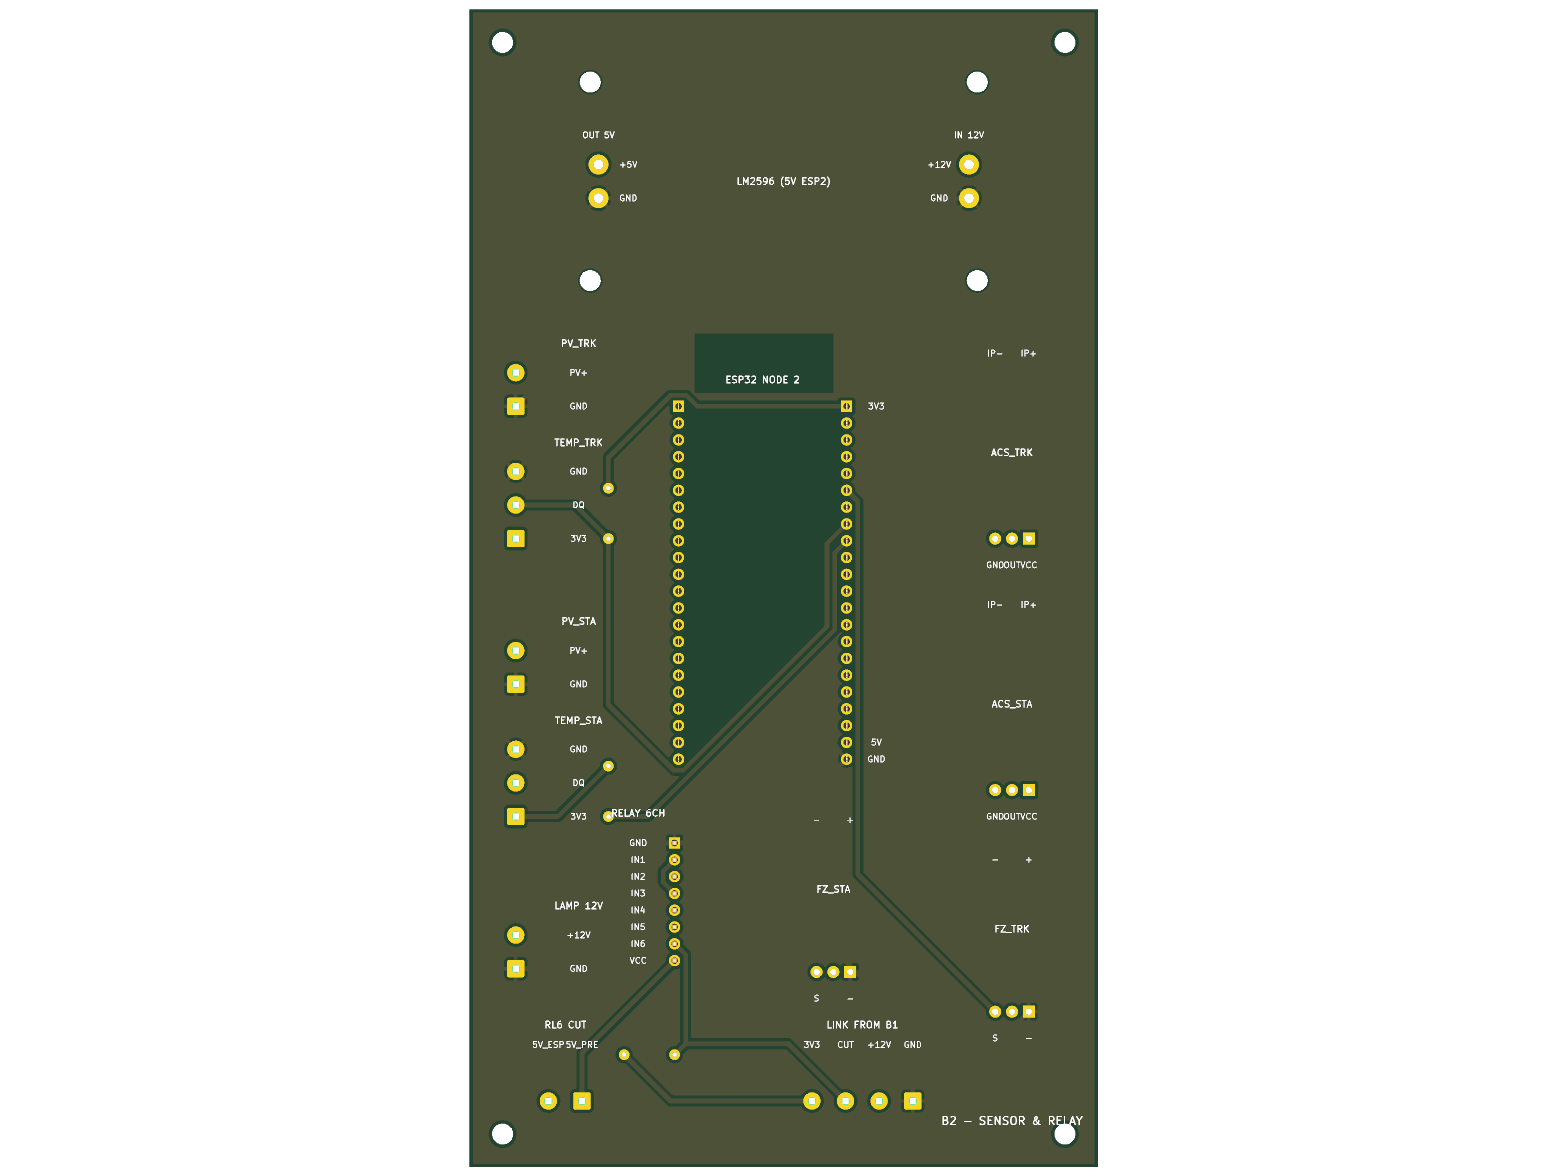 OUT 5V
IN 12V
+5V
+12V
LM2596 (5V ESP2)
GND
GND
PV_TRK
PV+
GND
ESP32 NODE 2
3V3
IP-
IP+
TEMP_TRK
GND
DQ
3V3
ACS_TRK
GNDOUTVCC
IP-
IP+
PV_STA
PV+
GND
TEMP_STA
GND
DQ
3V3
ACS_STA
5V
GND
GNDOUTVCC
RELAY 6CH
GND
IN1
IN2
IN3
IN4
IN5
IN6
VCC
- +
FZ_STA
S -
- +
FZ_TRK
S -
LAMP 12V
+12V
GND
RL6 CUT
5V_ESP5V_PRE
LINK FROM B1
3V3 CUT +12V GND
B2 - SENSOR & RELAY